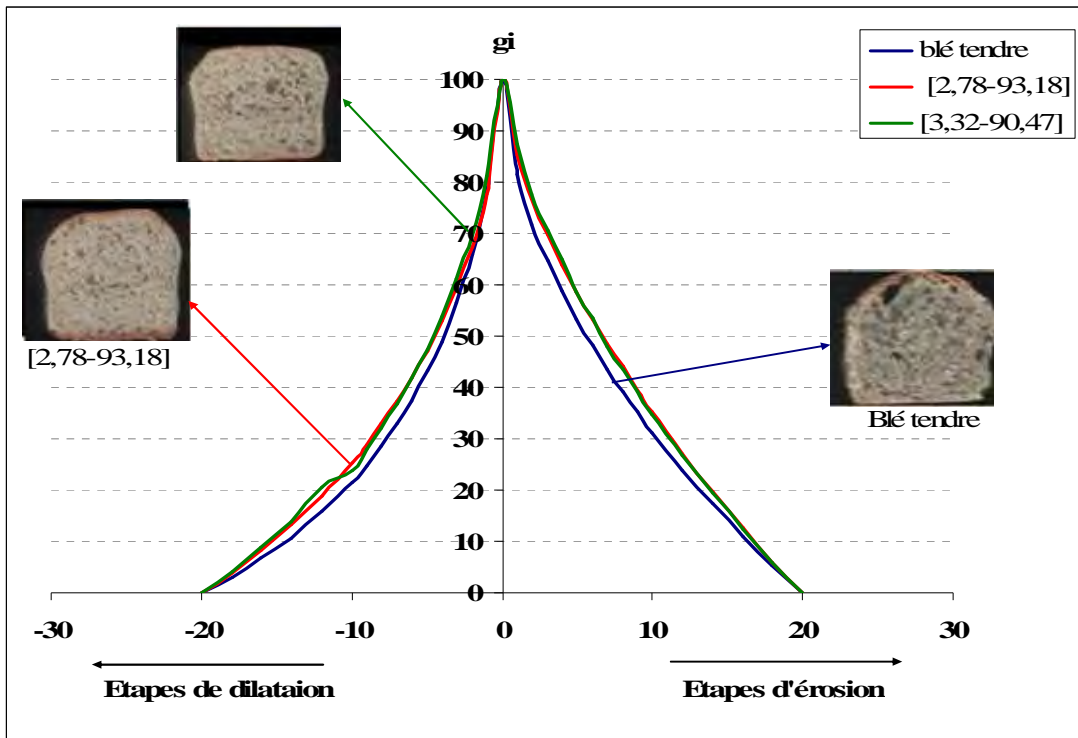 gi
blé tendre
[2,78-93,18]
[3,32-90,47]
100
90
80
70
60
50
40
30
20
10
0
[2,78-93,18]
Blé tendre
-30 -20 -10 0 10 20 30
Etapes de dilataion
Etapes d'érosion